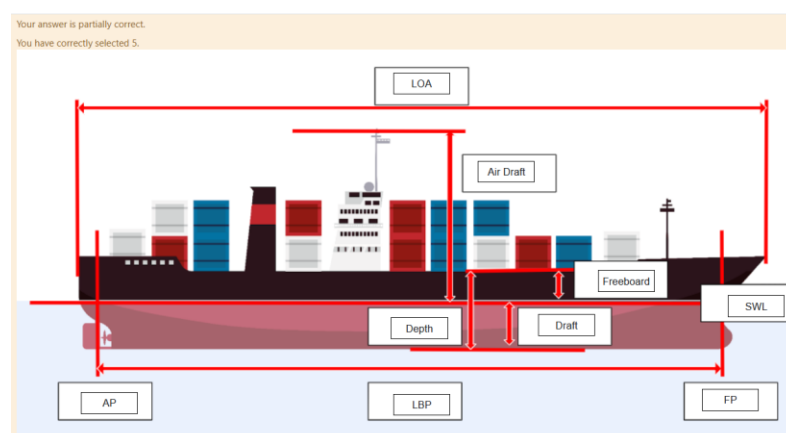 Your answer is partially correct.
You have correctly selected 5.
LOA
Air Draft
Freeboard
SWL
Depth
Draft
AP
LBP
FP